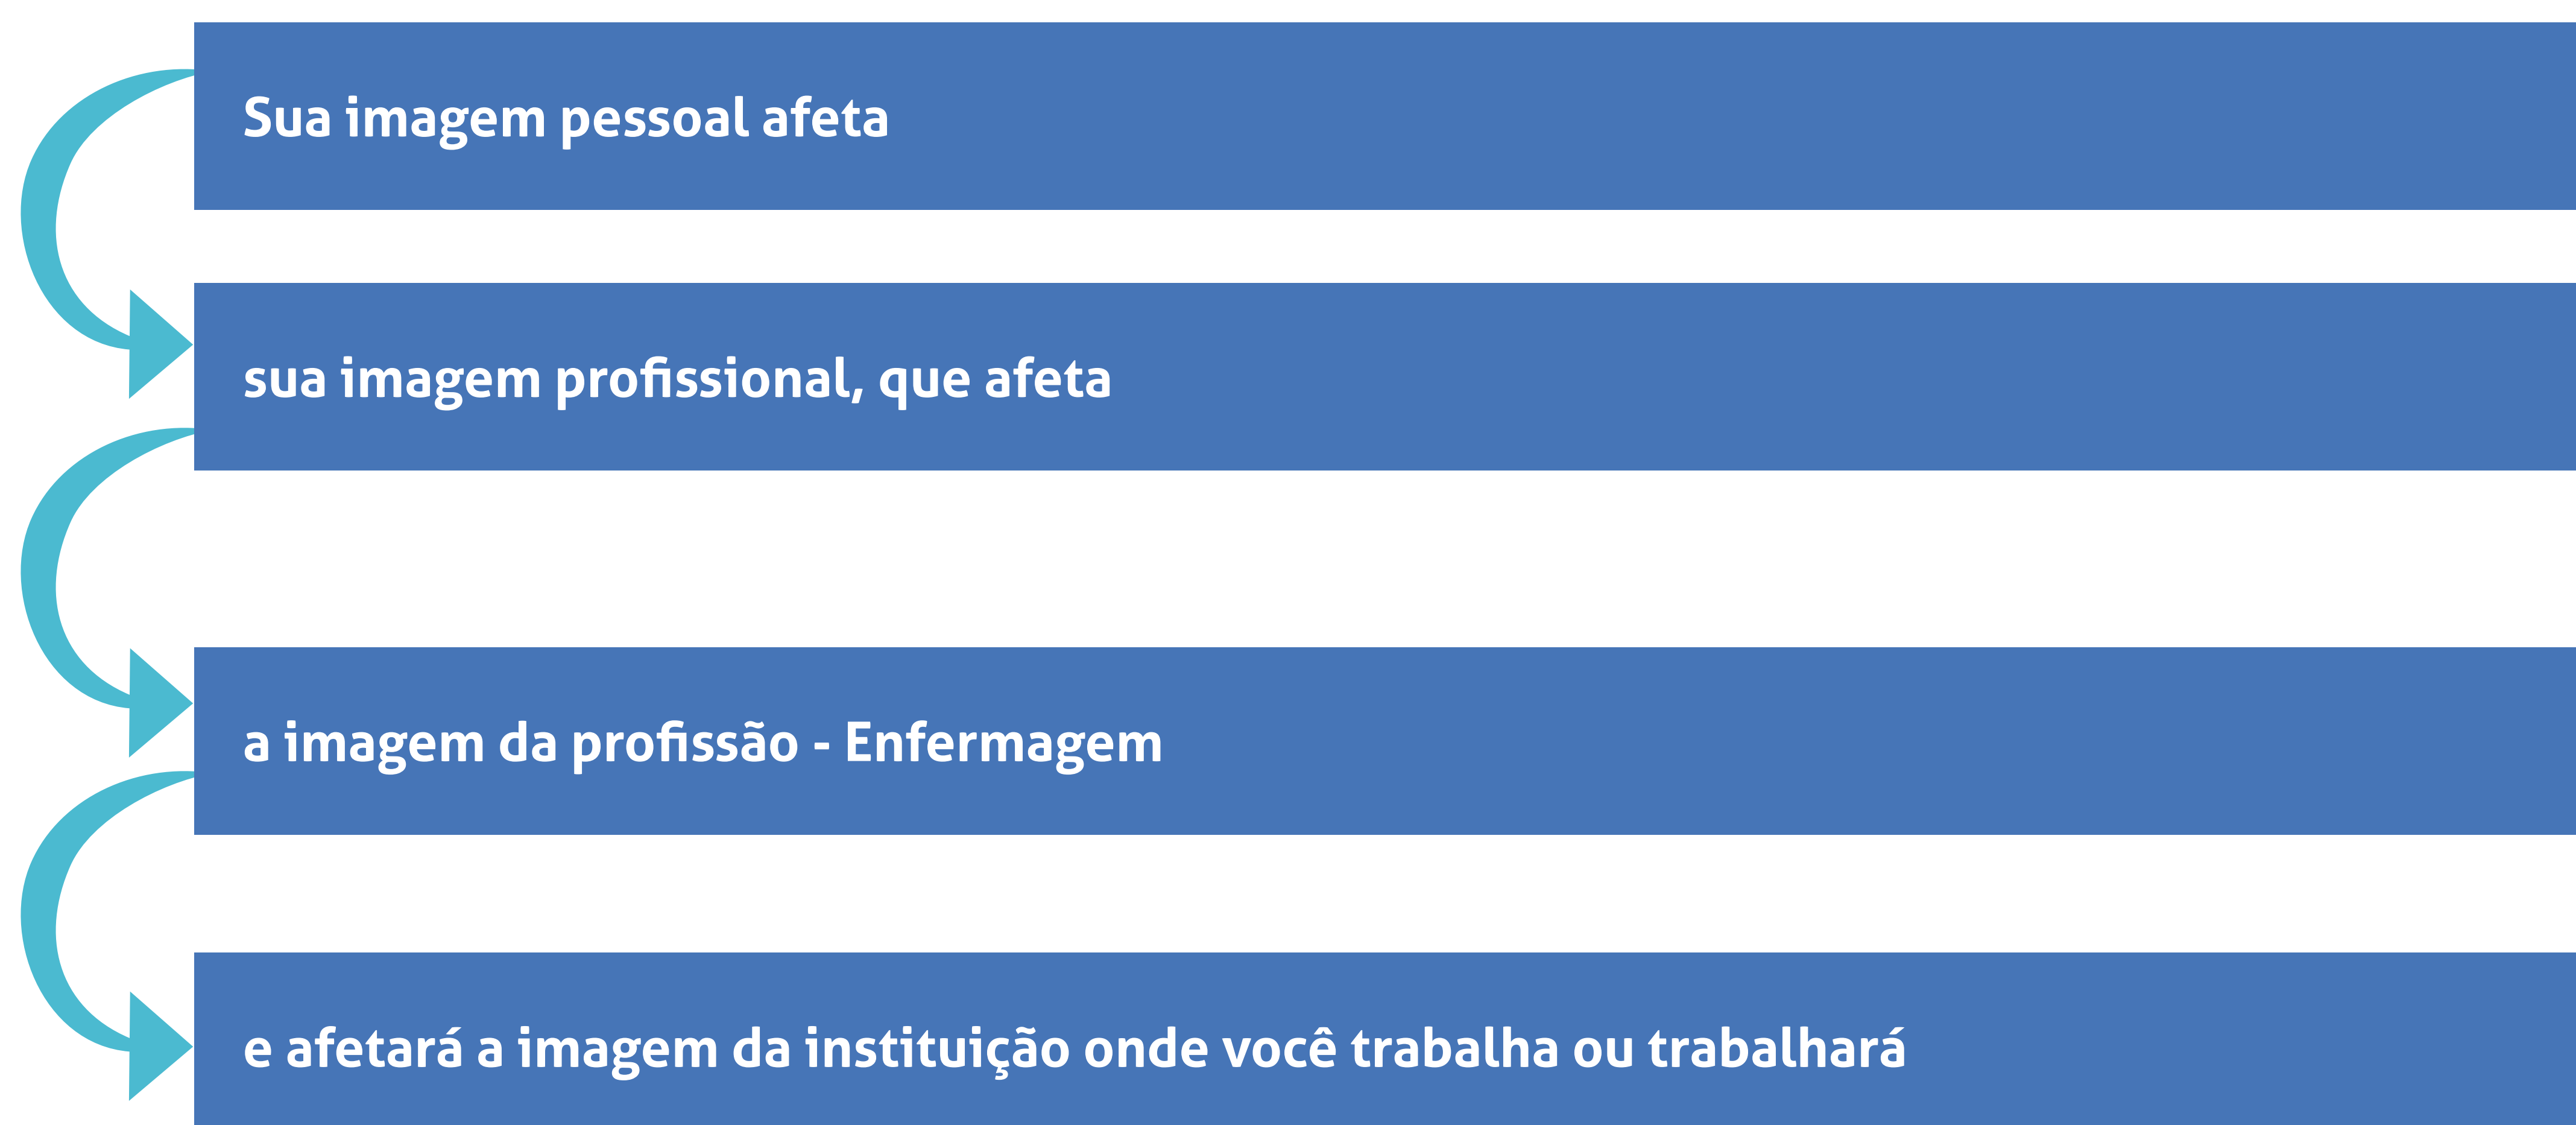 Sua imagem pessoal afeta
sua imagem profissional, que afeta
a imagem da profissão - Enfermagem
e afetará a imagem da instituição onde você trabalha ou trabalhará